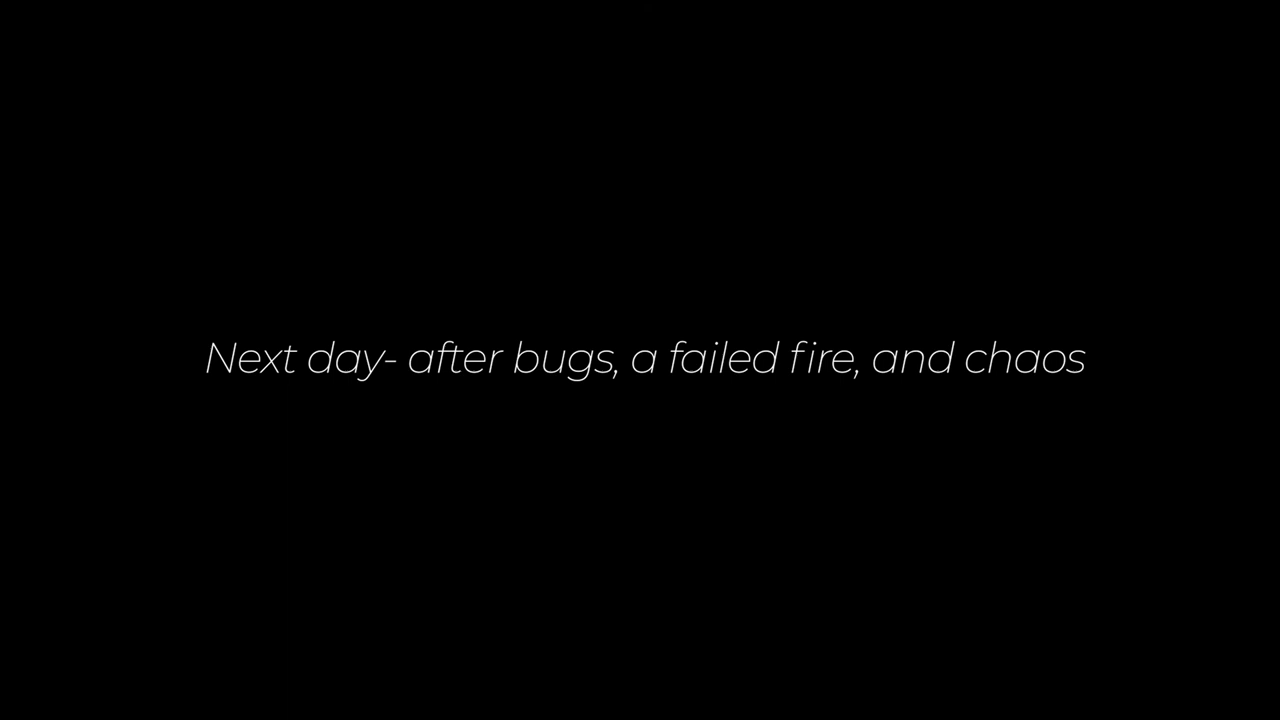 Next day- after bugs, a failed fire, and chaos